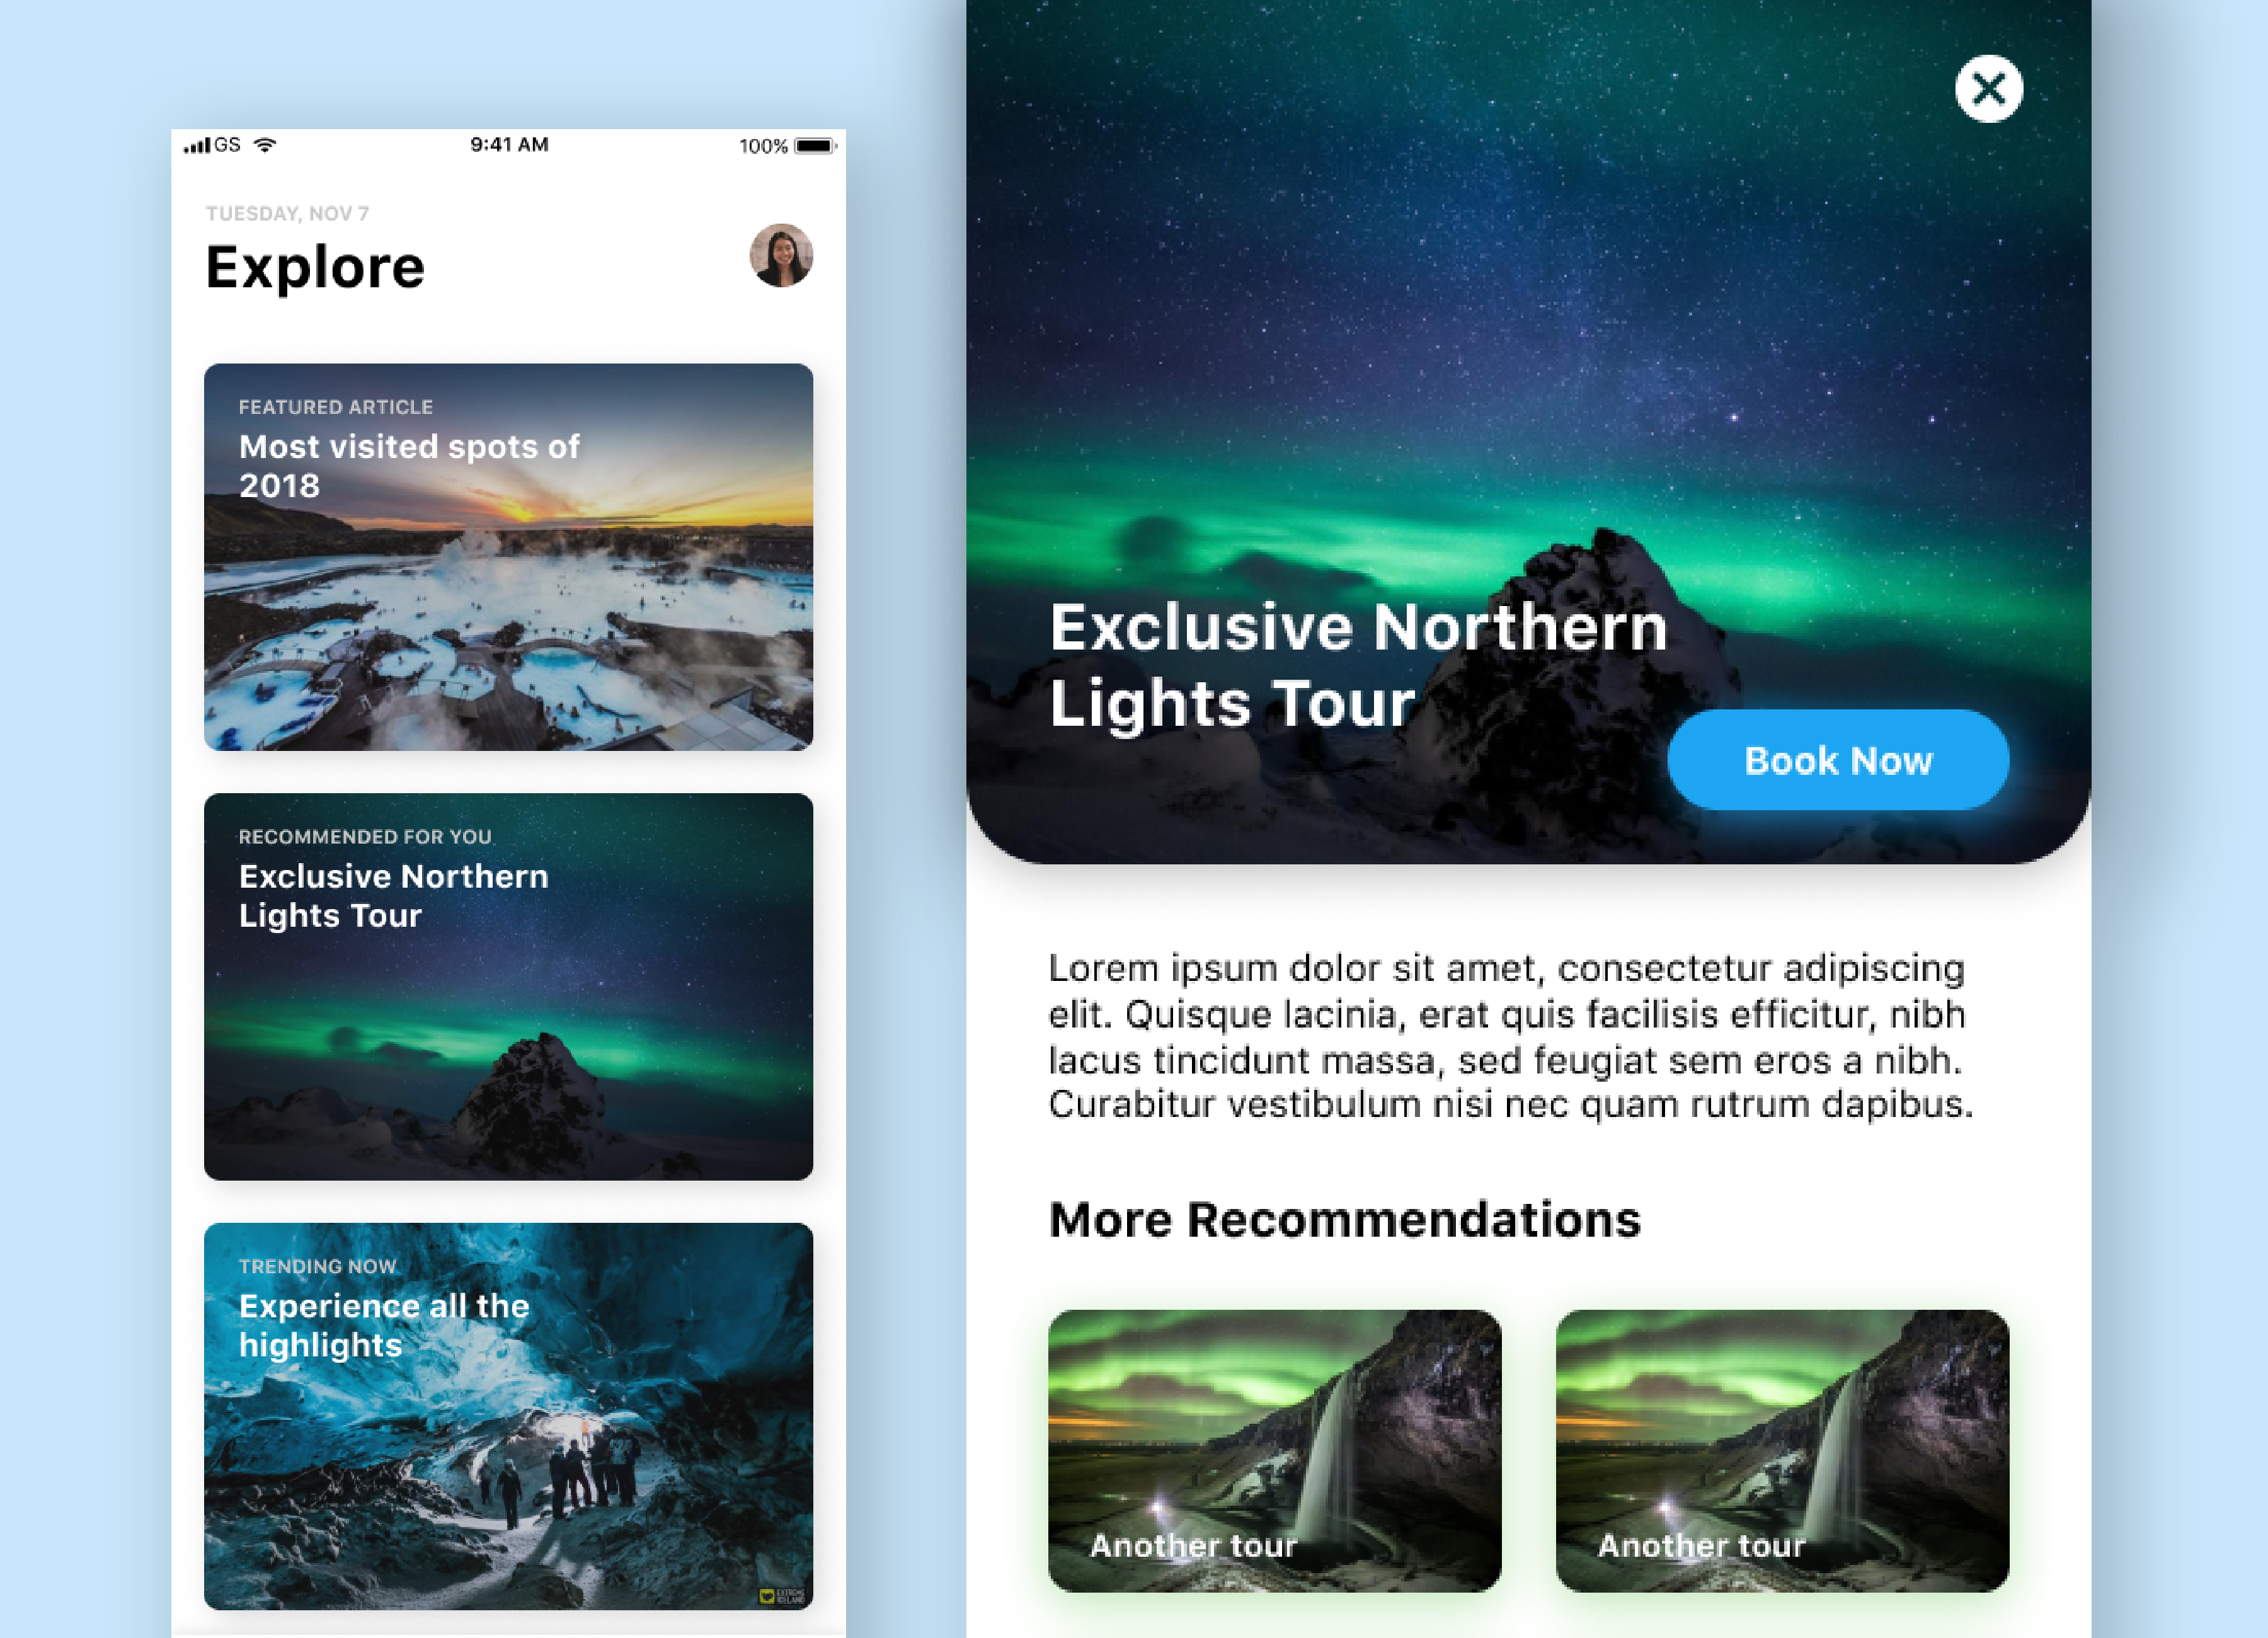 GS
9:41 AM
100%
TUESDAY, NOV 7
Explore
FEATURED ARTICLE
Most visited spots of
2018
RECOMMENDED FOR YOU
Exclusive Northern
Lights Tour
TRENDING NOW
Experience all the
highlights
EXTREME
ICELAND
Exclusive Northern
Lights Tour
Book Now
Lorem ipsum dolor sit amet, consectetur adipiscing
elit. Quisque lacinia, erat quis facilisis efficitur, nibh
lacus tincidunt massa, sed feugiat sem eros a nibh.
Curabitur vestibulum nisi nec quam rutrum dapibus.
More Recommendations
Another tour
Another tour